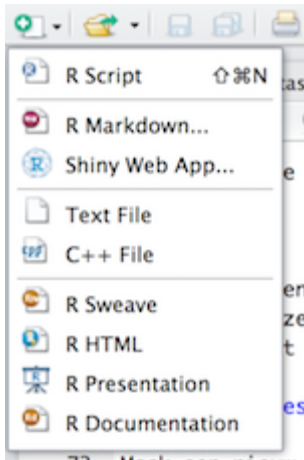 R Script ⇧⌘N
R Markdown...
Shiny Web App...
Text File
C++ File
R Sweave
R HTML
R Presentation
R Documentation